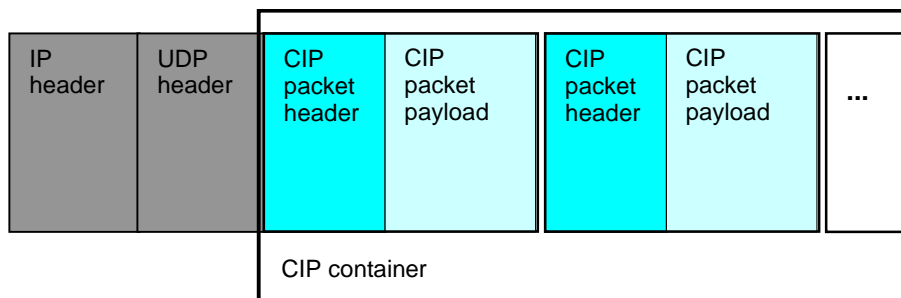 IP
header
UDP
header
CIP
packet
header
CIP
packet
payload
CIP
packet
header
CIP
packet
payload
...
CIP container